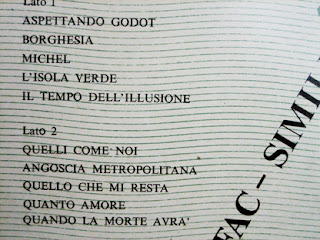 Lato 1
ASPETTANDO GODOT
BORGHESIA
MICHEL
L'ISOLA VERDE
IL TEMPO DELL'ILLUSIONE
Lato 2
QUELLI COME NOI
ANGOSCIA METROPOLITANA
QUELLO CHE MI RESTA
QUANTO AMORE
QUANDO LA MORTE AVRA'
FAC – SIMIL